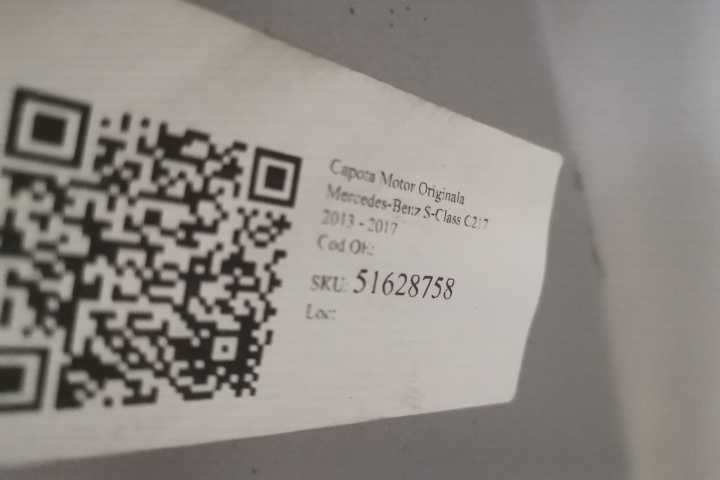 Capota Motor Originala
Mercedes-Benz S-Class C217
2013 - 2017
Cod OE:
SKU: 51628758
Loc: